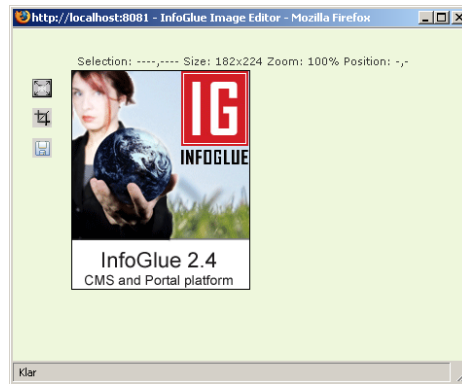 http://localhost:8081 - InfoGlue Image Editor - Mozilla Firefox
Selection: ----,---- Size: 182x224 Zoom: 100% Position: -,-
IG
INFOGLUE
InfoGlue 2.4
CMS and Portal platform
Klar